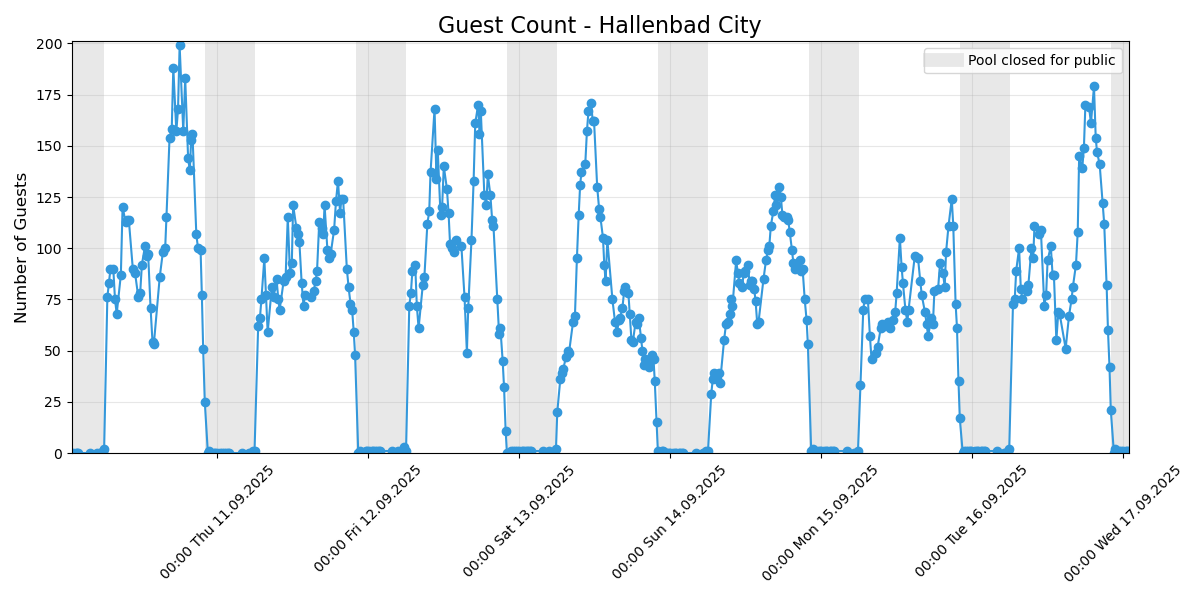 Guest Count - Hallenbad City
Pool closed for public
Number of Guests
200
175
150
125
100
75
50
25
0
00:00 Thu 11.09.2025
00:00 Fri 12.09.2025
00:00 Sat 13.09.2025
00:00 Sun 14.09.2025
00:00 Mon 15.09.2025
00:00 Tue 16.09.2025
00:00 Wed 17.09.2025